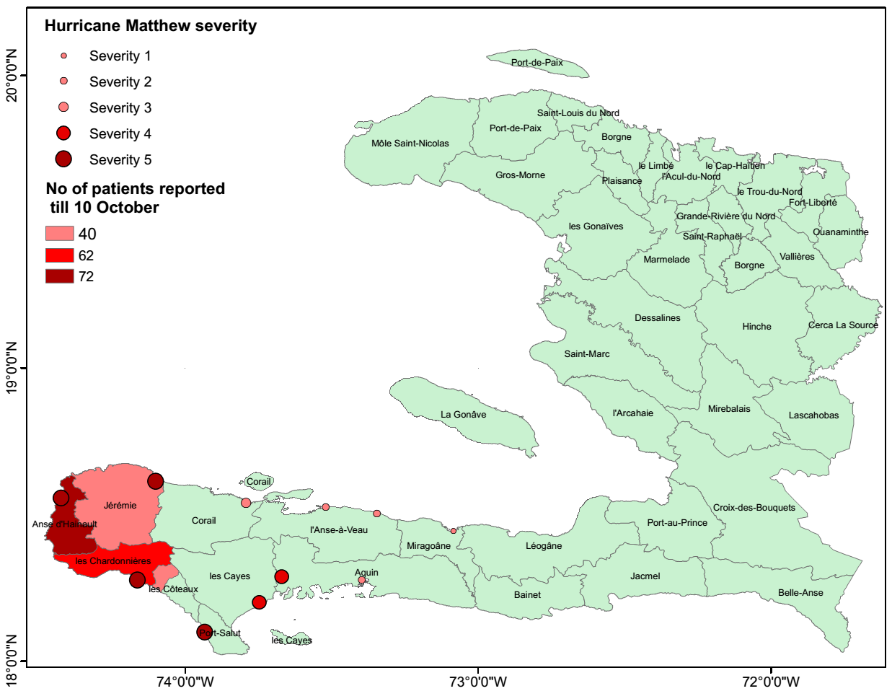 Hurricane Matthew severity
Severity 1
Severity 2
Severity 3
Severity 4
Severity 5
No of patients reported
till 10 October
40
62
72
20°0'0"N
19°0'0"N
18°0'0"N
74°0'0"W
73°0'0"W
72°0'0"W
Port-de-Paix
Saint-Louis du Nord
Port-de-Paix
Borgne
Môle Saint-Nicolas
le Limbé
le Cap-Haïtien
l'Acul-du-Nord
Gros-Morne
Plaisance
le Trou-du-Nord
Fort-Liberté
Grande-Rivière du Nord
les Gonaïves
Saint-Raphaël
Ouanaminthe
Marmelade
Borgne
Vallières
Dessalines
Hinche
Cerca La Source
Saint-Marc
La Gonâve
l'Arcahaie
Mirebalais
Lascahobas
Corail
Jérémie
Croix-des-Bouquets
Anse d'Hainault
Corail
l'Anse-à-Veau
Port-au-Prince
Miragoâne
Léogâne
les Chardonnières
les Cayes
Aquin
Jacmel
les Côteaux
Bainet
Belle-Anse
Port-Salut
les Cayes